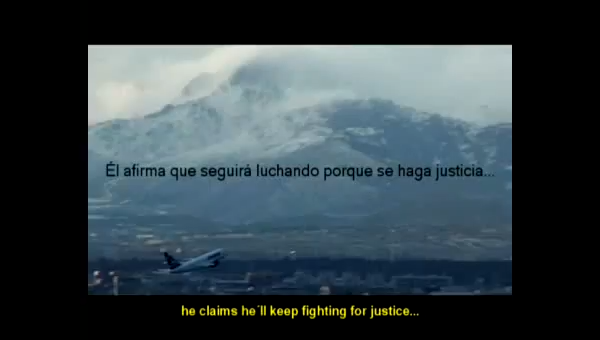 Él afirma que seguirá luchando porque se haga justicia...
he claims he´ll keep fighting for justice...